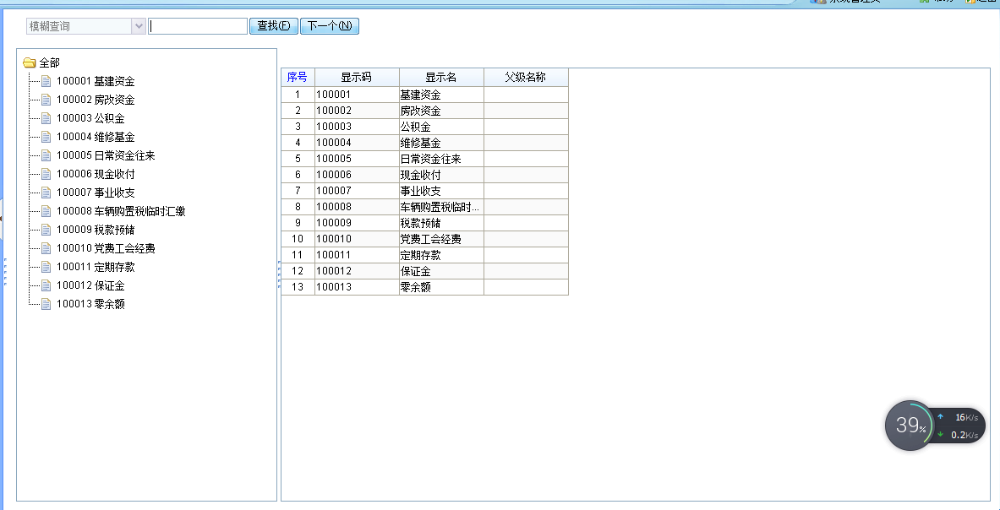 模糊查询 查找(F) 下一个(N)
全部
100001 基建资金
100002 房改资金
100003 公积金
100004 维修基金
100005 日常资金往来
100006 现金收付
100007 事业收支
100008 车辆购置税临时汇缴
100009 税款预储
100010 党费工会经费
100011 定期存款
100012 保证金
100013 零余额
序号 显示码 显示名 父级名称
1 100001 基建资金
2 100002 房改资金
3 100003 公积金
4 100004 维修基金
5 100005 日常资金往来
6 100006 现金收付
7 100007 事业收支
8 100008 车辆购置税临时...
9 100009 税款预储
10 100010 党费工会经费
11 100011 定期存款
12 100012 保证金
13 100013 零余额
39%
16K/s
0.2K/s